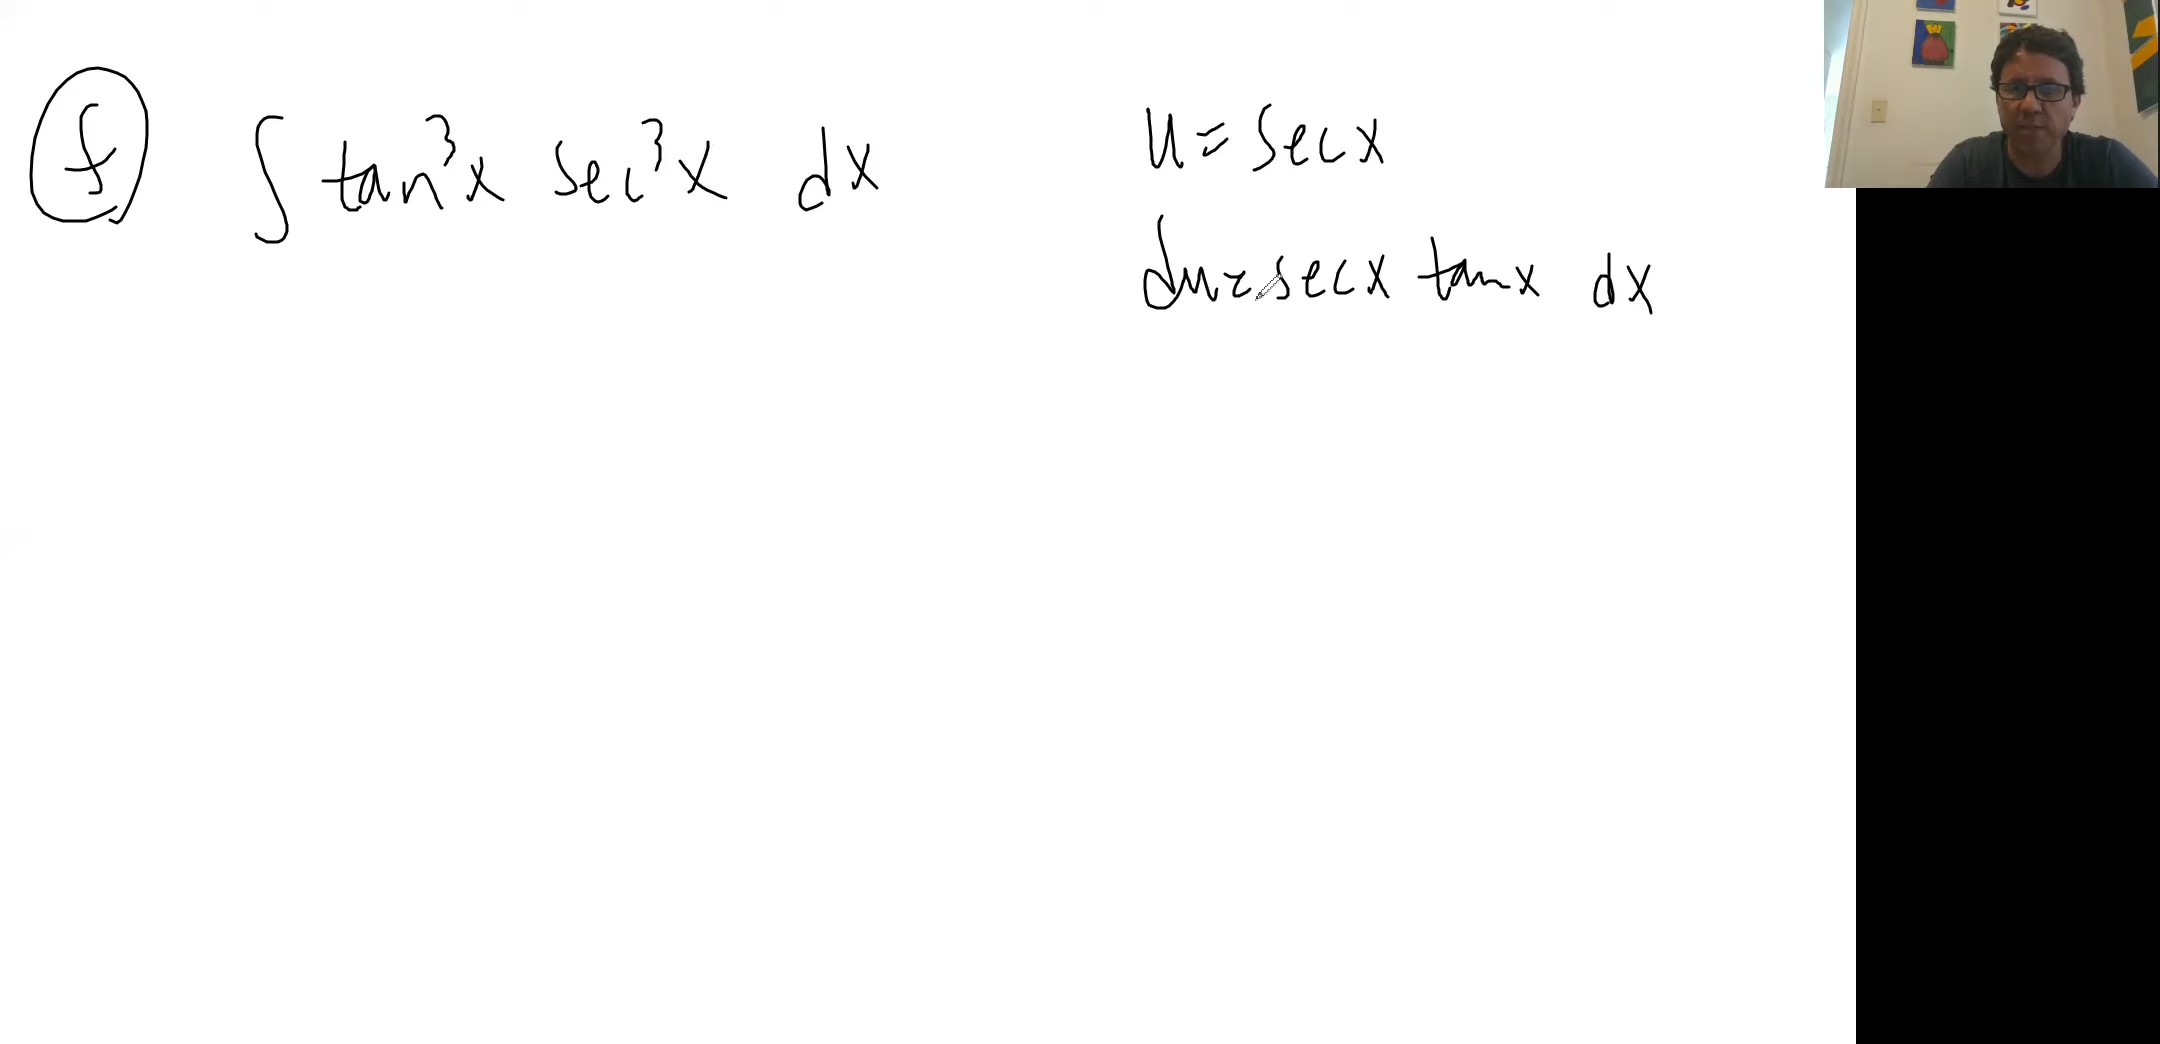 f ∫ tan³x sec³x dx
u = sec x
du = sec x tan x dx